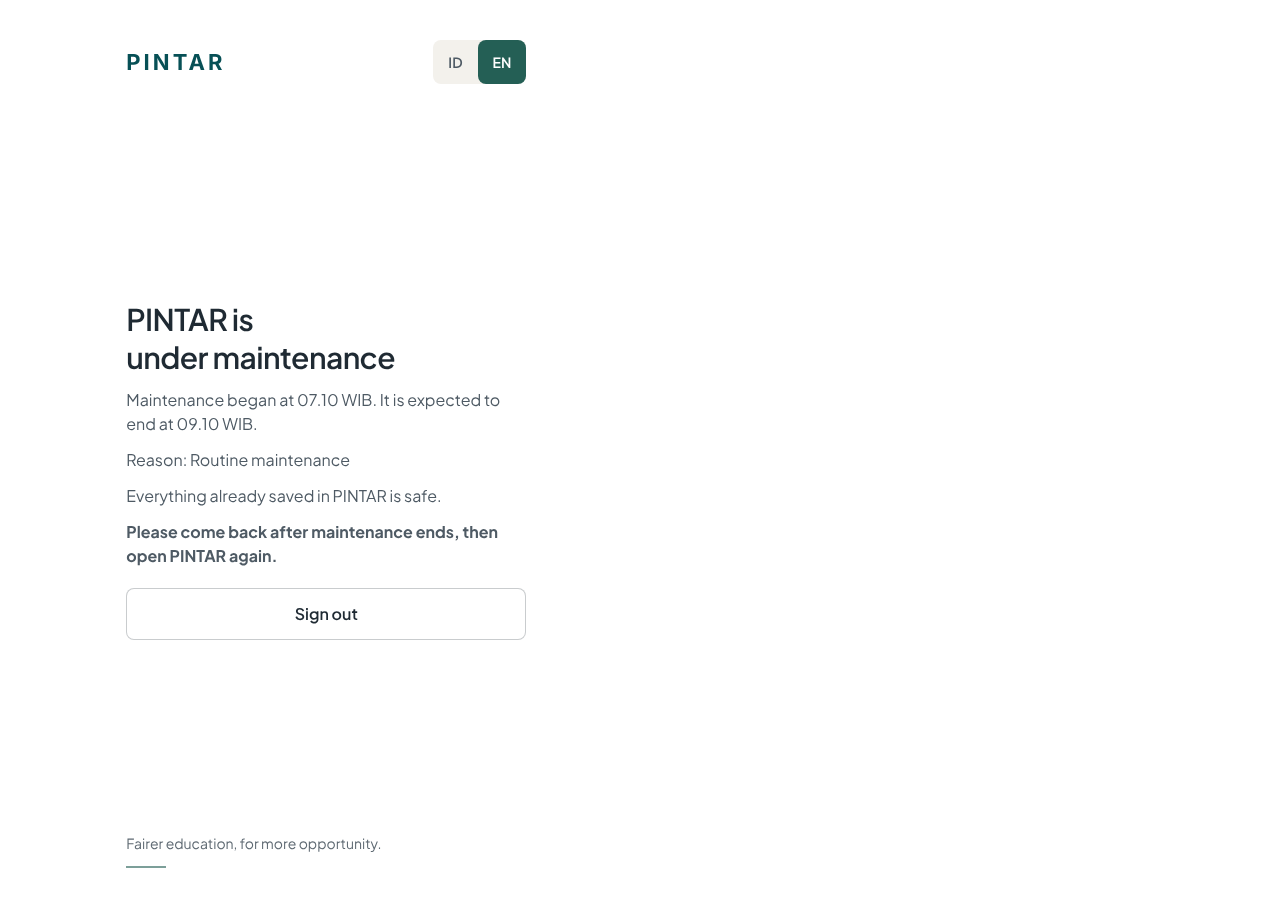 PINTAR
ID
EN
PINTAR is
under maintenance
Maintenance began at 07.10 WIB. It is expected to
end at 09.10 WIB.
Reason: Routine maintenance
Everything already saved in PINTAR is safe.
Please come back after maintenance ends, then
open PINTAR again.
Sign out
Fairer education, for more opportunity.